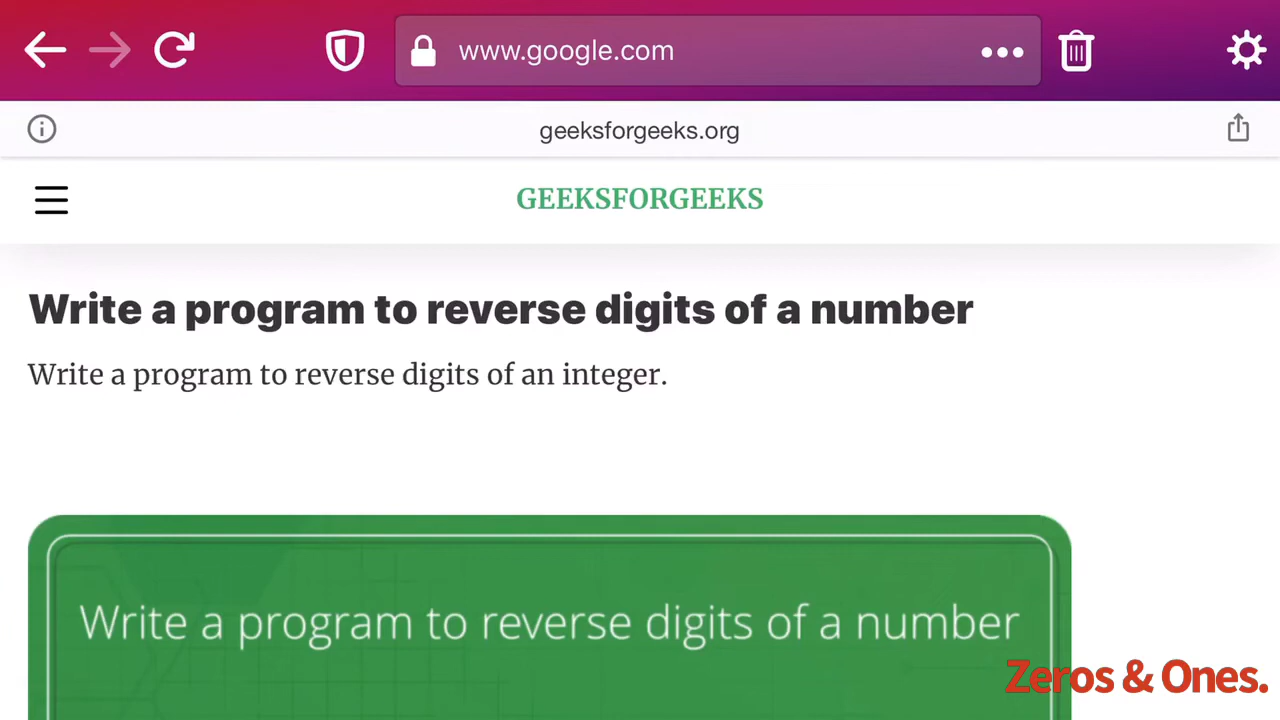 www.google.com
geeksforgeeks.org
GEEKSFORGEEKS
Write a program to reverse digits of a number
Write a program to reverse digits of an integer.
Write a program to reverse digits of a number
Zeros & Ones.